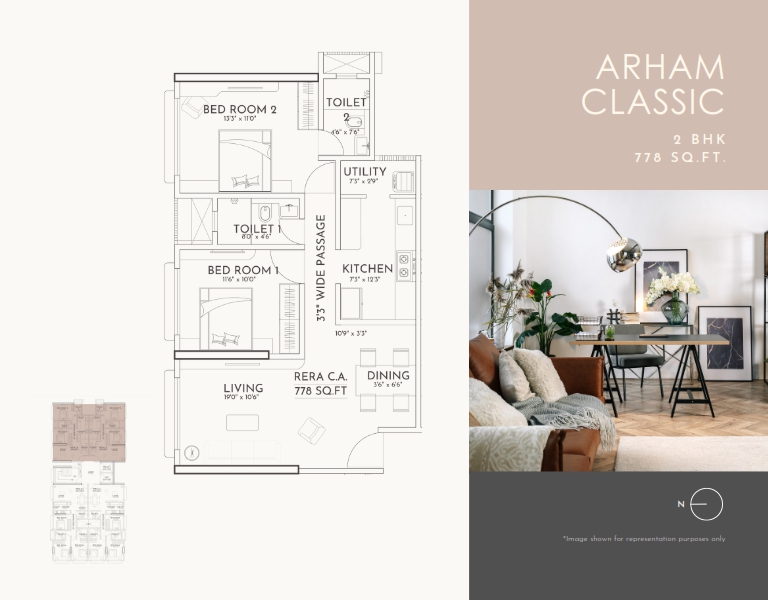 BED ROOM 2
13'3" x 11'0"
TOILET
2
4'6" x 7'6"
UTILITY
7'3" x 2'9"
TOILET 1
8'0" x 4'6"
3'3" WIDE PASSAGE
BED ROOM 1
11'6" x 10'0"
KITCHEN
7'3" x 12'3"
10'9" x 3'3"
LIVING
19'0" x 10'6"
RERA C.A.
778 SQ.FT
DINING
3'6" x 6'6"
ARHAM
CLASSIC
2 BHK
778 SQ.FT.
N
*Image shown for representation purposes only